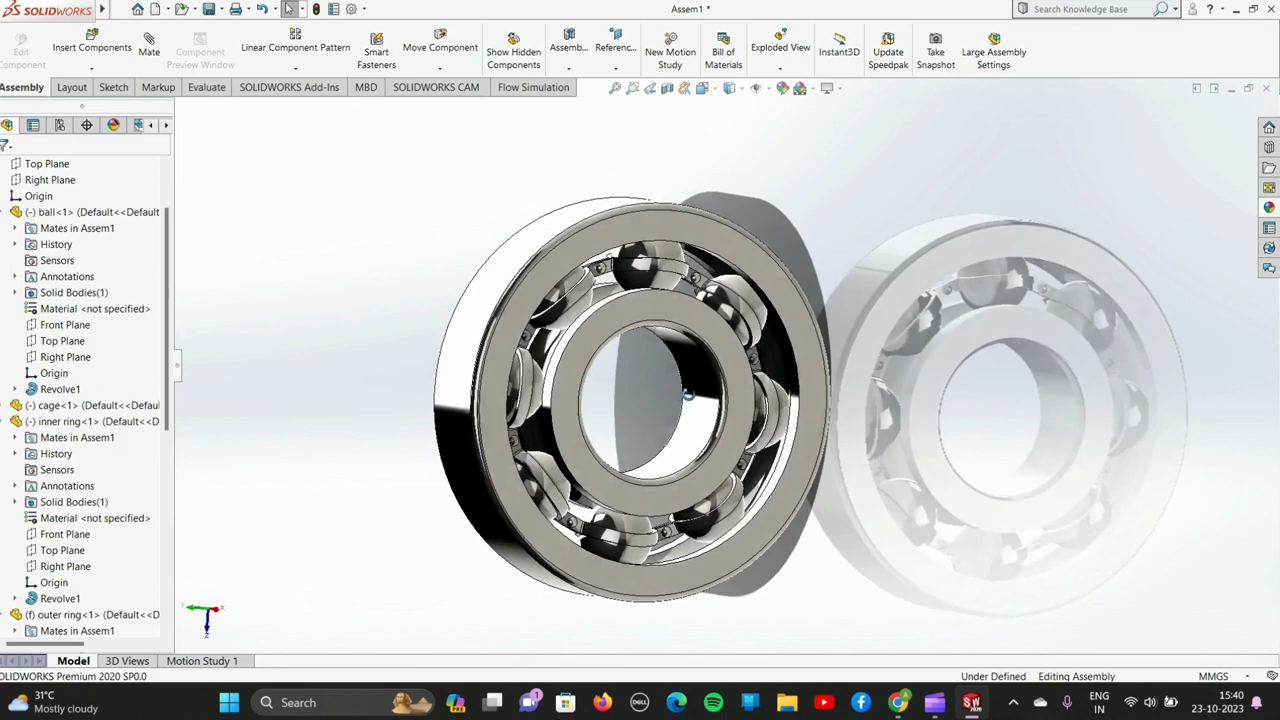 SOLIDWORKS
Assem1 *
Search Knowledge Base
Edit Component
Insert Components
Mate
Component Preview Window
Linear Component Pattern
Smart Fasteners
Move Component
Show Hidden Components
Assemb...
Referenc...
New Motion Study
Bill of Materials
Exploded View
Instant3D
Update Speedpak
Take Snapshot
Large Assembly Settings
Assembly
Layout
Sketch
Markup
Evaluate
SOLIDWORKS Add-Ins
MBD
SOLIDWORKS CAM
Flow Simulation
Top Plane
Right Plane
Origin
(-) ball<1> (Default<<Default
Mates in Assem1
History
Sensors
Annotations
Solid Bodies(1)
Material <not specified>
Front Plane
Top Plane
Right Plane
Origin
Revolve1
(-) cage<1> (Default<<Defau
(-) inner ring<1> (Default<<D
Mates in Assem1
History
Sensors
Annotations
Solid Bodies(1)
Material <not specified>
Front Plane
Top Plane
Right Plane
Origin
Revolve1
(f) outer ring<1> (Default<<D
Mates in Assem1
Model
3D Views
Motion Study 1
OLIDWORKS Premium 2020 SP0.0
Under Defined
Editing Assembly
MMGS
31°C
Mostly cloudy
Search
ENG
IN
15:40
23-10-2023